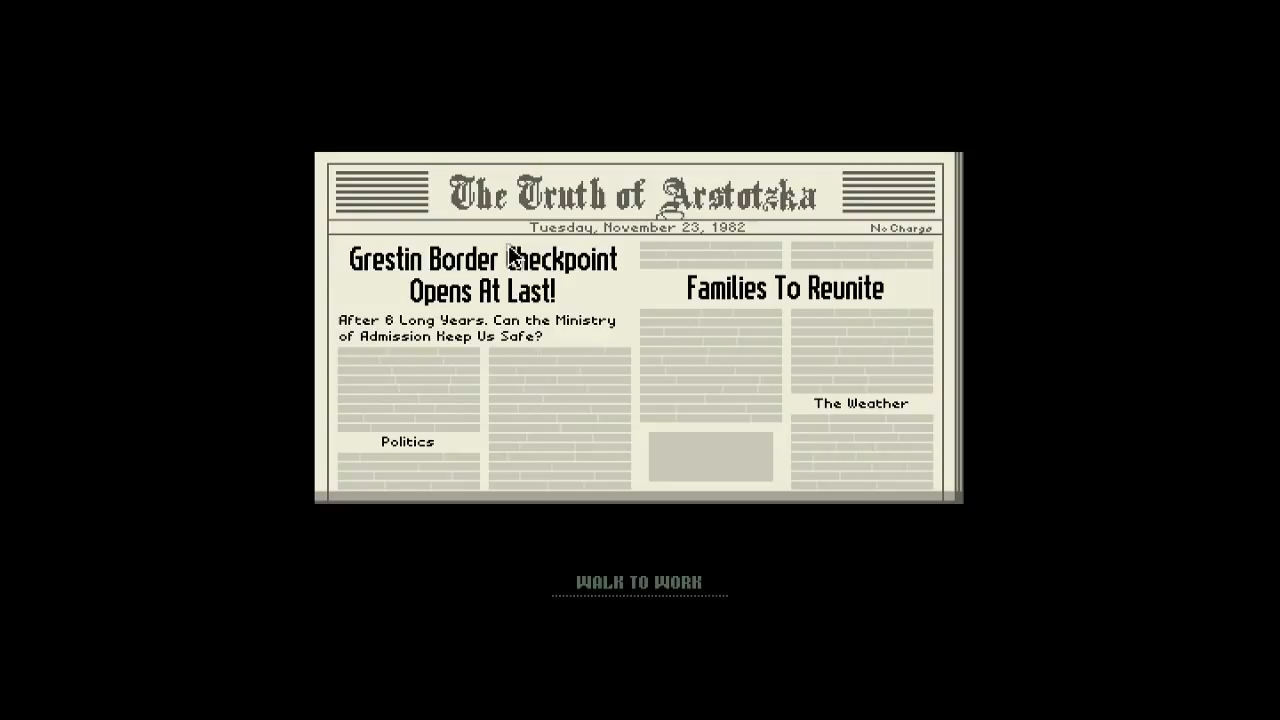 The Truth of Arstotzka
Tuesday, November 23, 1982
No Charge
Grestin Border Checkpoint
Opens At Last!
After 6 Long Years. Can the Ministry
of Admission Keep Us Safe?
Politics
Families To Reunite
The Weather
WALK TO WORK